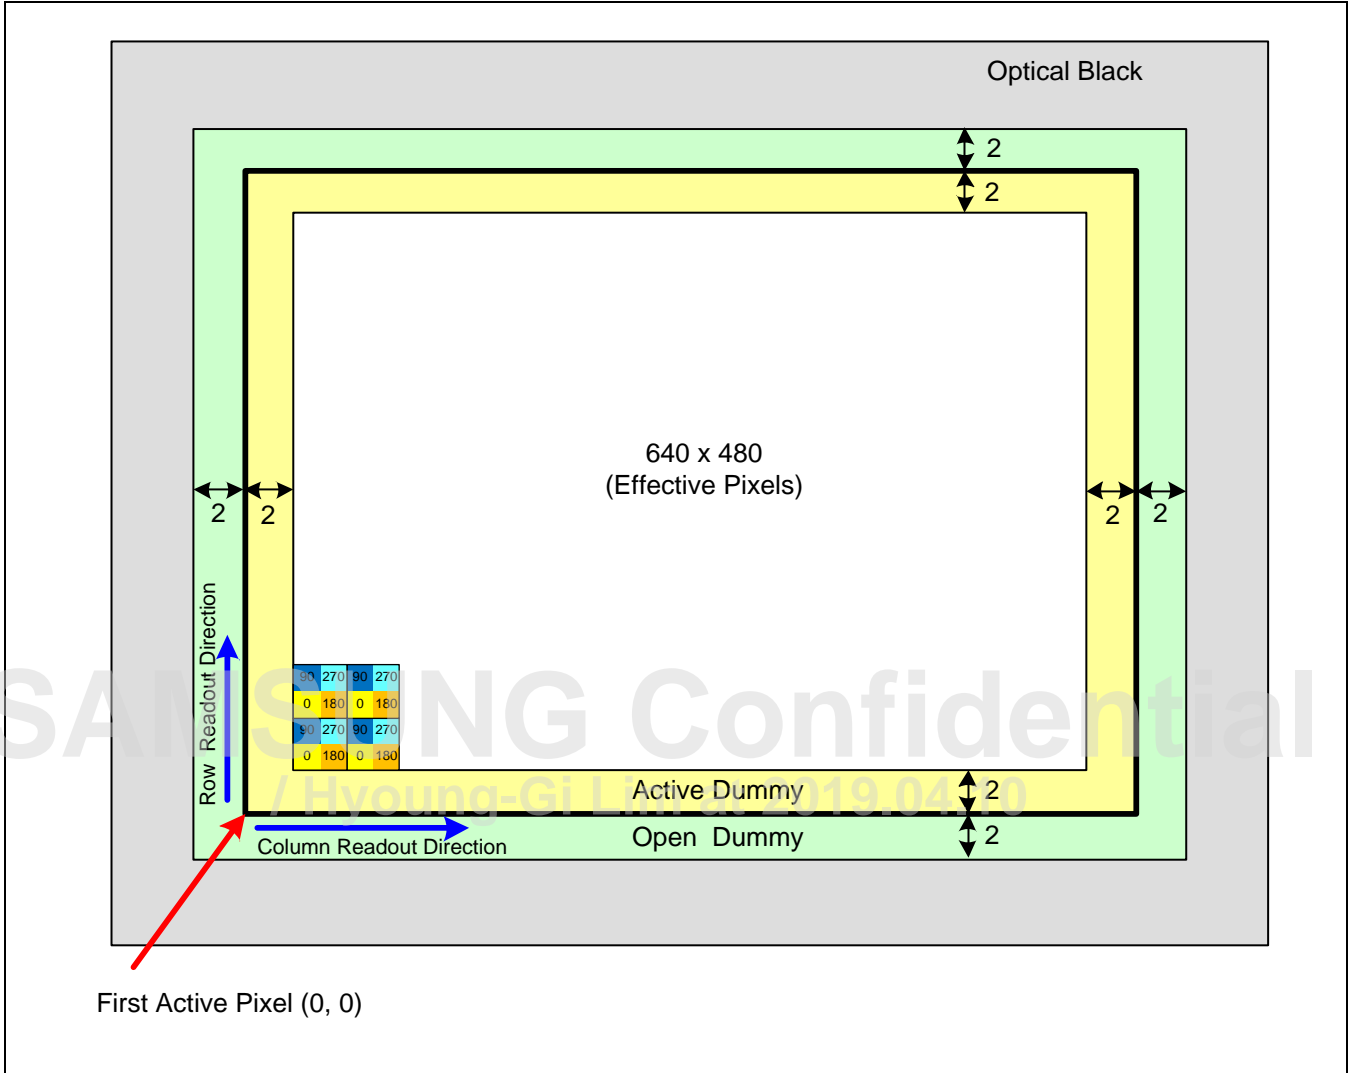 Optical Black
2
2
640 x 480
(Effective Pixels)
2
2
2
2
Row Readout Direction
90 270 90 270
0 180 0 180
90 270 90 270
0 180 0 180
SAMSUNG Confidential
/ Hyoung-Gi Lim at 2019.04.10
Active Dummy
2
Open Dummy
2
Column Readout Direction
First Active Pixel (0, 0)